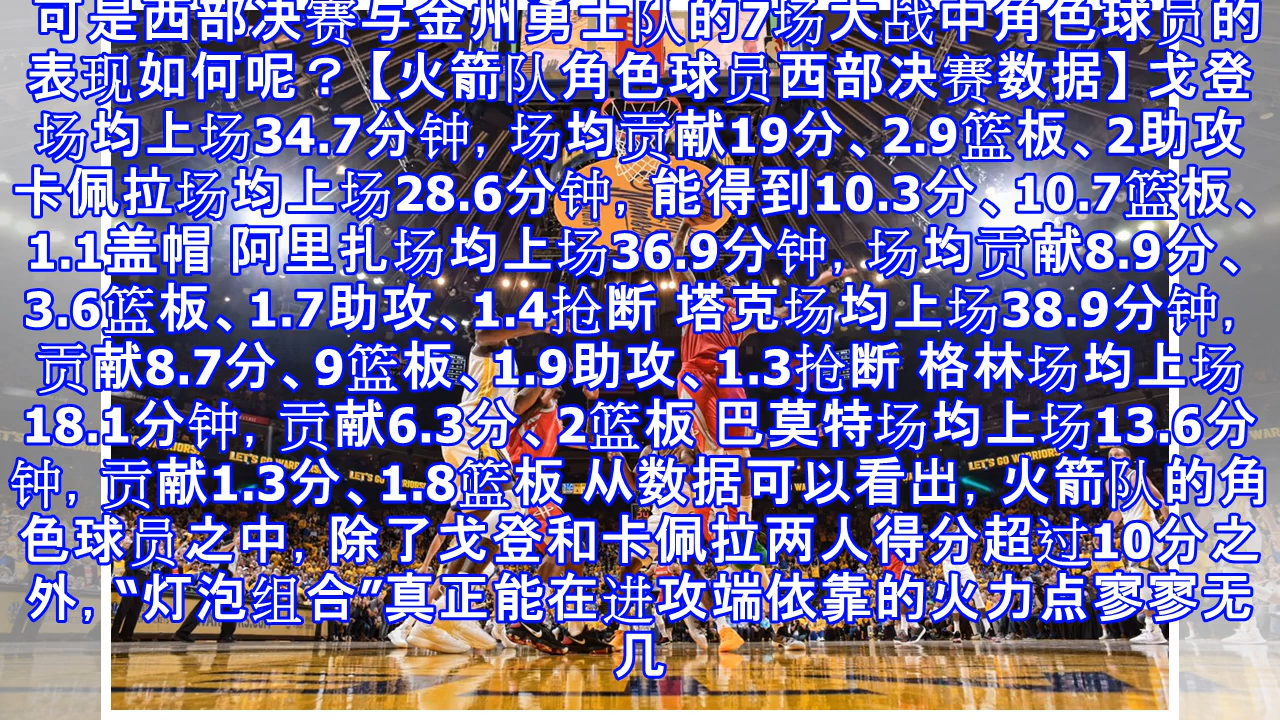 可是西部决赛与金州勇士队的7场大战中角色球员的
表现如何呢？【火箭队角色球员西部决赛数据】戈登
场均上场34.7分钟，场均贡献19分、2.9篮板、2助攻
卡佩拉场均上场28.6分钟，能得到10.3分、10.7篮板、
1.1盖帽 阿里扎场均上场36.9分钟，场均贡献8.9分、
3.6篮板、1.7助攻、1.4抢断 塔克场均上场38.9分钟，
贡献8.7分、9篮板、1.9助攻、1.3抢断 格林场均上场
18.1分钟，贡献6.3分、2篮板 巴莫特场均上场13.6分
钟，贡献1.3分、1.8篮板 从数据可以看出，火箭队的角
色球员之中，除了戈登和卡佩拉两人得分超过10分之
外，“灯泡组合”真正能在进攻端依靠的火力点寥寥无
几
LET'S GO WARRIORS
LET'S GO WARRIORS
LET'S GO WARRIORS